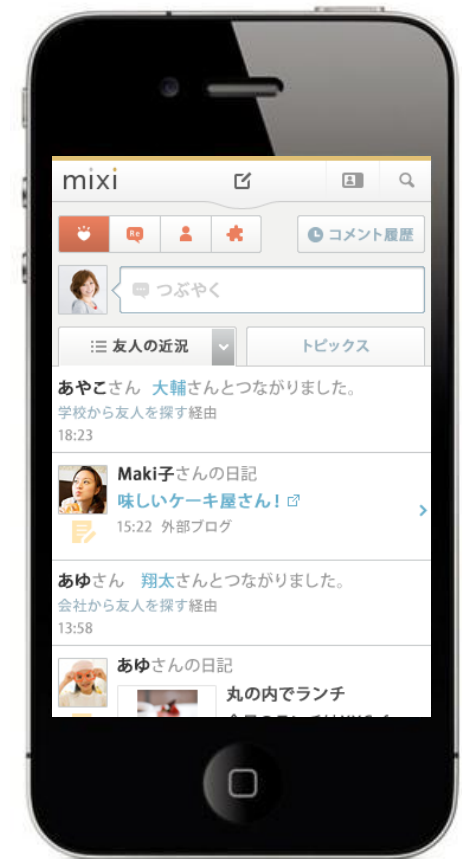 mixi
Re
コメント履歴
つぶやく
友人の近況
トピックス
あやこさん 大輔さんとつながりました。
学校から友人を探す経由
18:23
Maki子さんの日記
味しいケーキ屋さん!
15:22 外部ブログ
あゆさん 翔太さんとつながりました。
会社から友人を探す経由
13:58
あゆさんの日記
丸の内でランチ